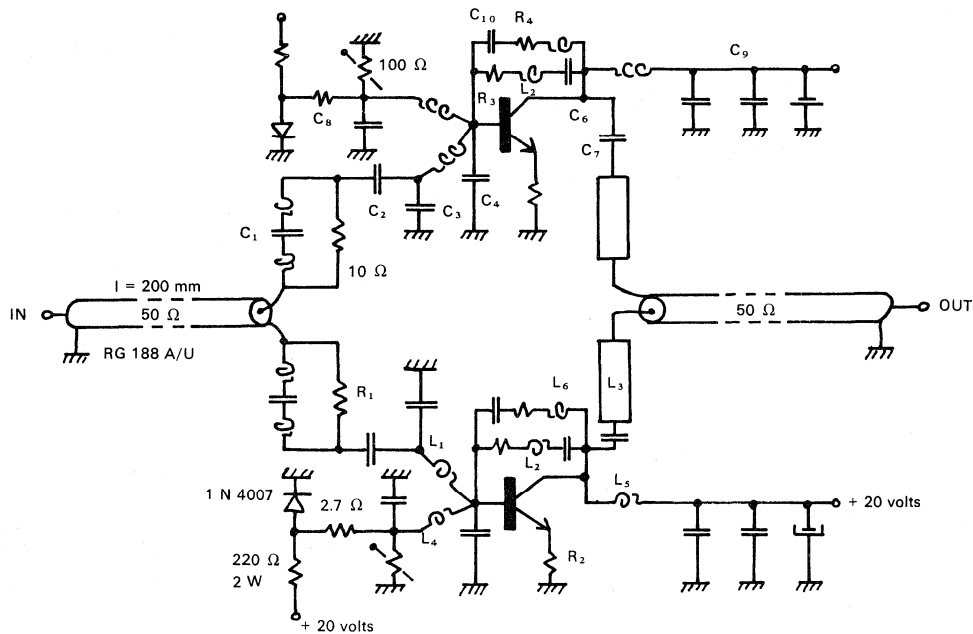 C₁₀
R₄
100 Ω
C₉
R₃
L₂
C₈
C₆
C₇
C₂
C₃
C₄
C₁
10 Ω
l = 200 mm
IN
50 Ω
50 Ω
OUT
RG 188 A/U
L₆
L₃
R₁
L₁
L₂
L₅
1 N 4007
2.7 Ω
+ 20 volts
L₄
R₂
220 Ω
2 W
+ 20 volts